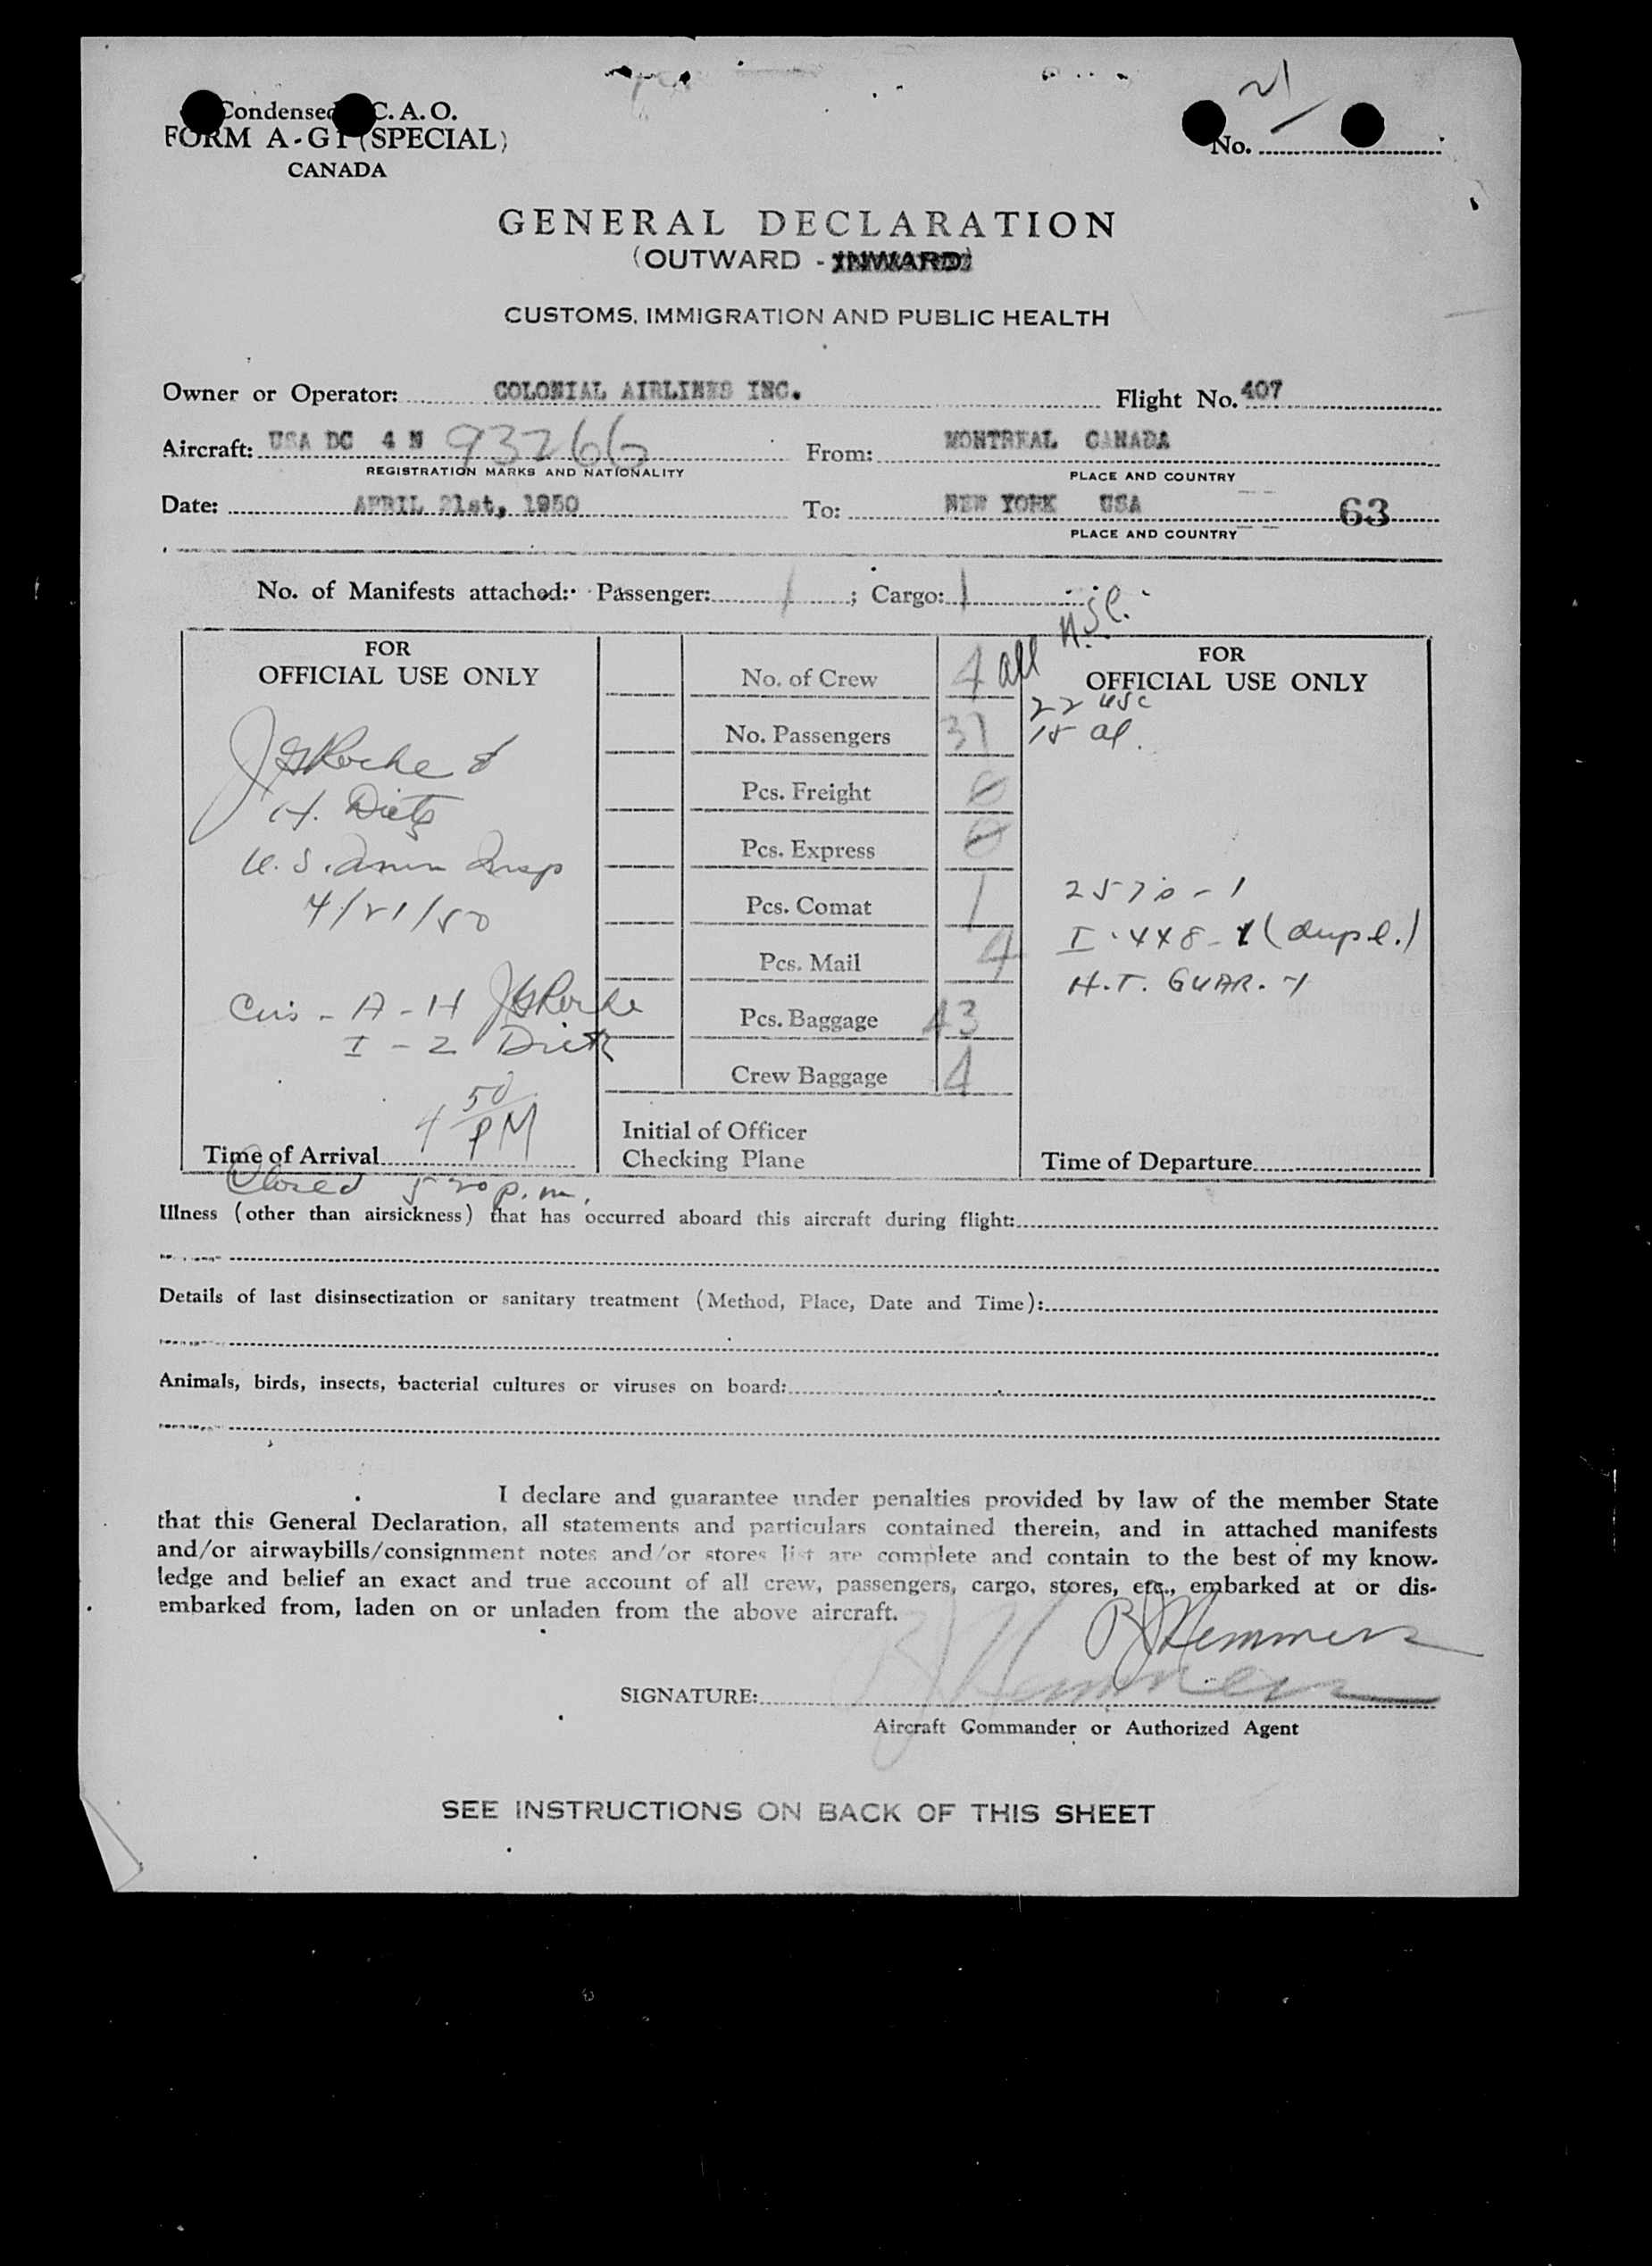 Condensed C. A. O.
FORM A-G1 (SPECIAL)
CANADA
21
No.
GENERAL DECLARATION
(OUTWARD - INWARD)
CUSTOMS, IMMIGRATION AND PUBLIC HEALTH
Owner or Operator: COLONIAL AIRLINES INC. Flight No. 407
Aircraft: USA DC 4 N 93266 From: MONTREAL CANADA
REGISTRATION MARKS AND NATIONALITY PLACE AND COUNTRY
Date: APRIL 21st, 1950 To: NEW YORK USA 63
PLACE AND COUNTRY
No. of Manifests attached: Passenger: 1 ; Cargo: 1
FOR
OFFICIAL USE ONLY
JGRoche &
H. Dietz
U.S. Imm Insp
4/21/50
A - H JGRoche
I - Z Dietz
Time of Arrival 4 50 PM
Closed 5 20 p.m.
No. of Crew 4 all
No. Passengers 37
Pcs. Freight 0
Pcs. Express 0
Pcs. Comat 1
Pcs. Mail 4
Pcs. Baggage 43
Crew Baggage 4
Initial of Officer
Checking Plane
FOR
OFFICIAL USE ONLY
22 usc
15 al.
I-448-1 (dupl.)
H.T. GUAR. -1
Time of Departure
Illness (other than airsickness) that has occurred aboard this aircraft during flight:
Details of last disinsectization or sanitary treatment (Method, Place, Date and Time):
Animals, birds, insects, bacterial cultures or viruses on board:
I declare and guarantee under penalties provided by law of the member State
that this General Declaration, all statements and particulars contained therein, and in attached manifests
and/or airwaybills/consignment notes and/or stores list are complete and contain to the best of my know-
ledge and belief an exact and true account of all crew, passengers, cargo, stores, etc., embarked at or dis-
embarked from, laden on or unladen from the above aircraft.
BJHemmers
SIGNATURE: BJHemmers
Aircraft Commander or Authorized Agent
SEE INSTRUCTIONS ON BACK OF THIS SHEET